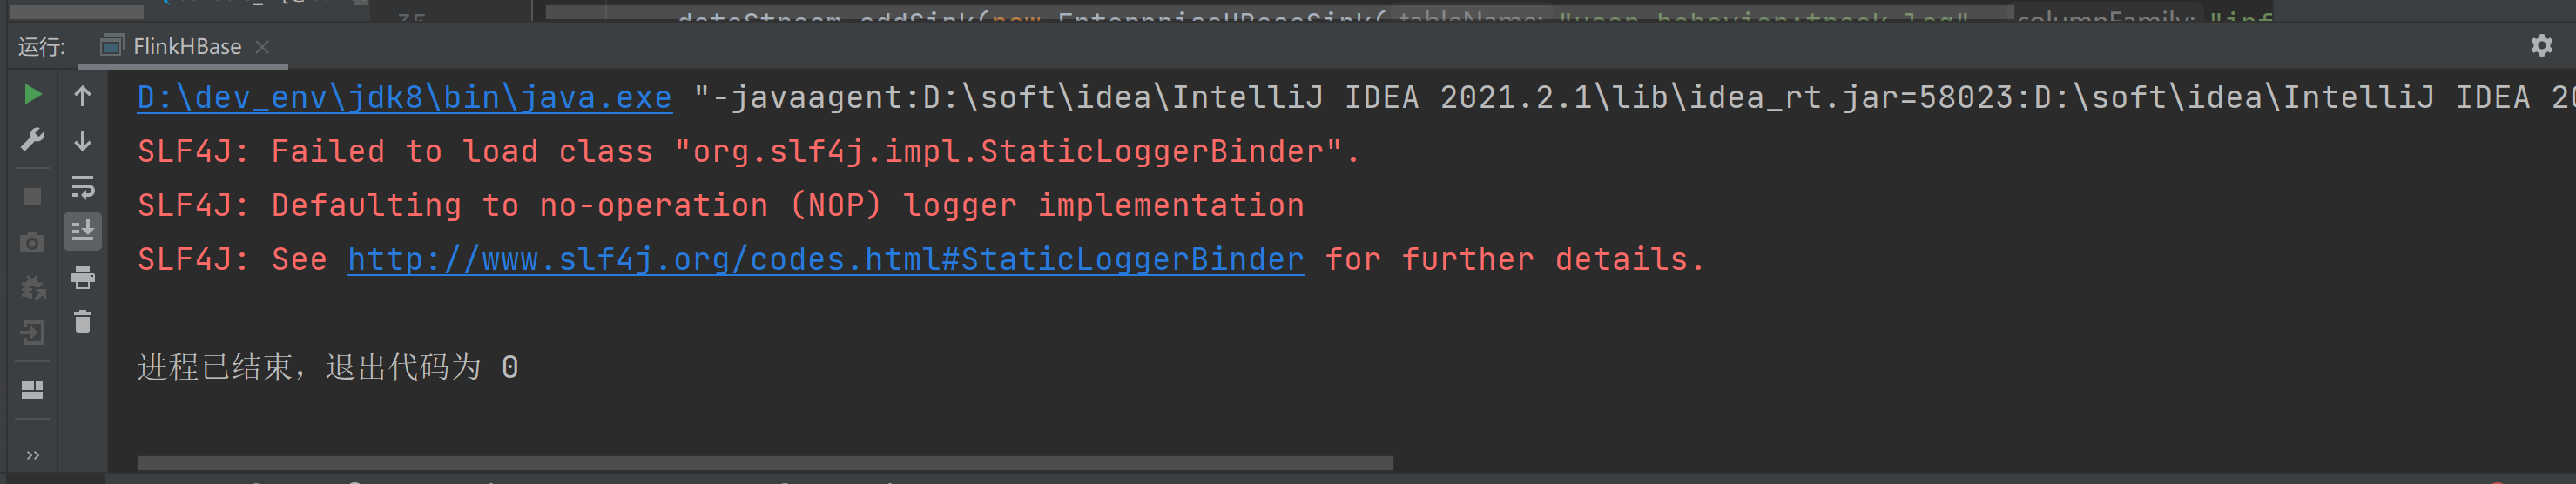 35 dataStream.addSink(new EnterpriseHBaseSink( tableName: "user_behavior:track_log", columnFamily: "inf
运行: FlinkHBase
D:\dev_env\jdk8\bin\java.exe "-javaagent:D:\soft\idea\IntelliJ IDEA 2021.2.1\lib\idea_rt.jar=58023:D:\soft\idea\IntelliJ IDEA 20
SLF4J: Failed to load class "org.slf4j.impl.StaticLoggerBinder".
SLF4J: Defaulting to no-operation (NOP) logger implementation
SLF4J: See http://www.slf4j.org/codes.html#StaticLoggerBinder for further details.
进程已结束，退出代码为 0